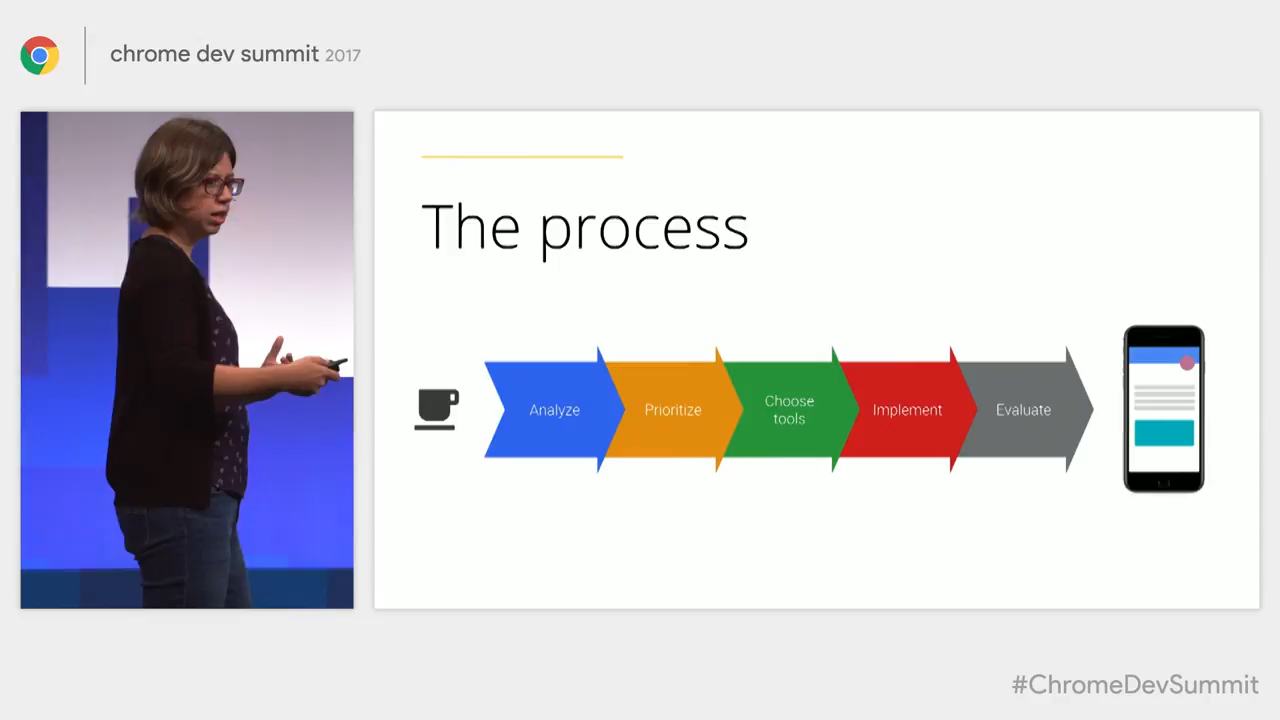 chrome dev summit 2017
The process
Analyze
Prioritize
Choose
tools
Implement
Evaluate
#ChromeDevSummit